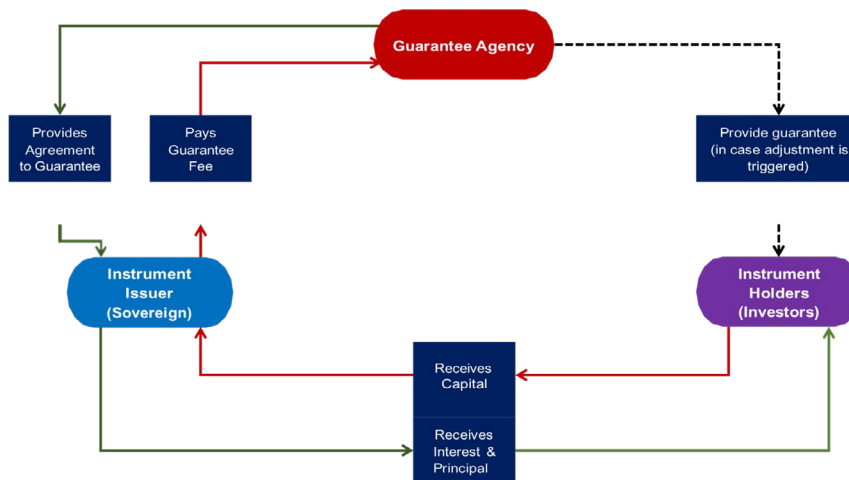 Guarantee Agency
Provides
Agreement
to Guarantee
Pays
Guarantee
Fee
Provide guarantee
(in case adjustment is
triggered)
Instrument
Issuer
(Sovereign)
Instrument
Holders
(Investors)
Receives
Capital
Receives
Interest &
Principal